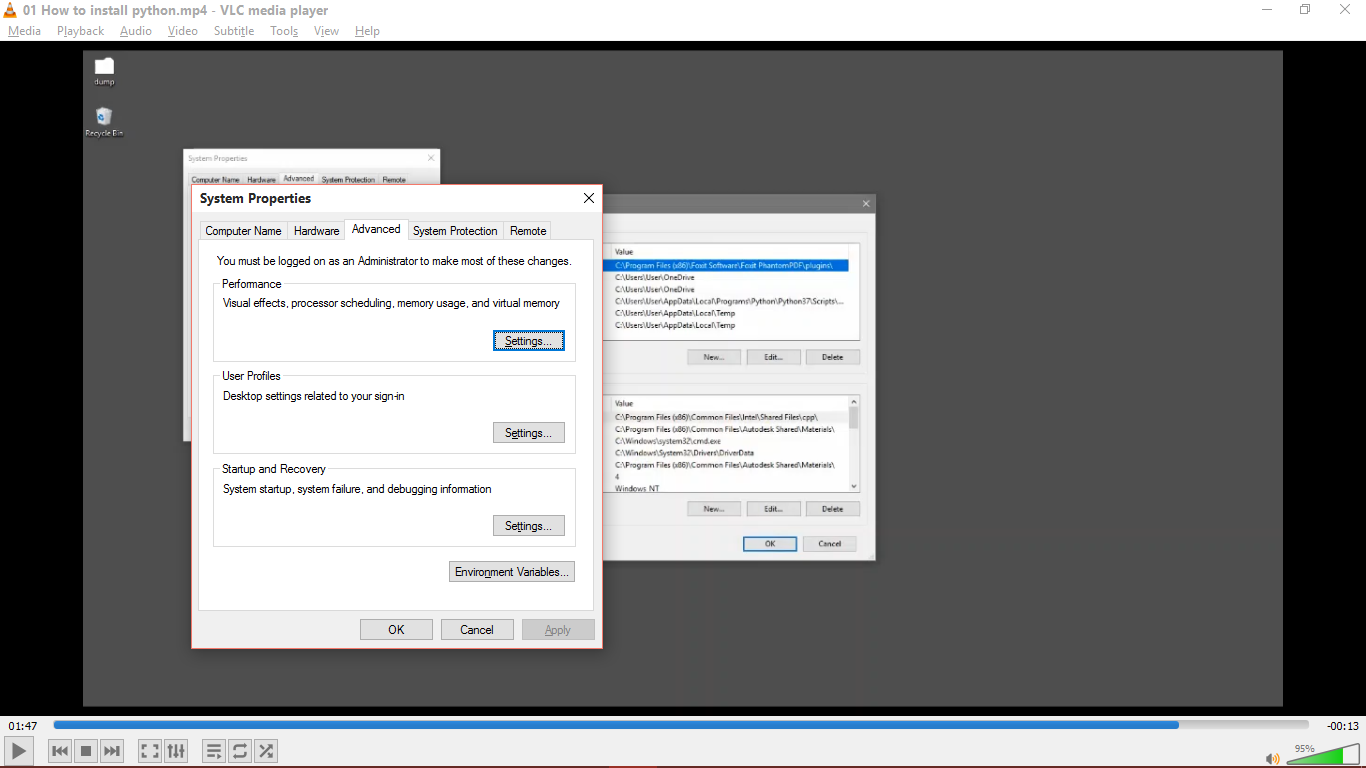 01 How to install python.mp4 - VLC media player
Media Playback Audio Video Subtitle Tools View Help
dump
Recycle Bin
System Properties
Computer Name Hardware Advanced System Protection Remote
System Properties
Computer Name Hardware Advanced System Protection Remote
You must be logged on as an Administrator to make most of these changes.
Performance
Visual effects, processor scheduling, memory usage, and virtual memory
Settings...
User Profiles
Desktop settings related to your sign-in
Settings...
Startup and Recovery
System startup, system failure, and debugging information
Settings...
Environment Variables...
OK Cancel Apply
Value
C:\Program Files (x86)\Foxit Software\Foxit PhantomPDF\plugins\
C:\Users\User\OneDrive
C:\Users\User\OneDrive
C:\Users\User\AppData\Local\Programs\Python\Python37\Scripts\...
C:\Users\User\AppData\Local\Temp
C:\Users\User\AppData\Local\Temp
New... Edit... Delete
Value
C:\Program Files (x86)\Common Files\Intel\Shared Files\cpp\
C:\Program Files (x86)\Common Files\Autodesk Shared\Materials\
C:\Windows\system32\cmd.exe
C:\Windows\System32\Drivers\DriverData
C:\Program Files (x86)\Common Files\Autodesk Shared\Materials\
4
Windows_NT
New... Edit... Delete
OK Cancel
01:47 -00:13
95%